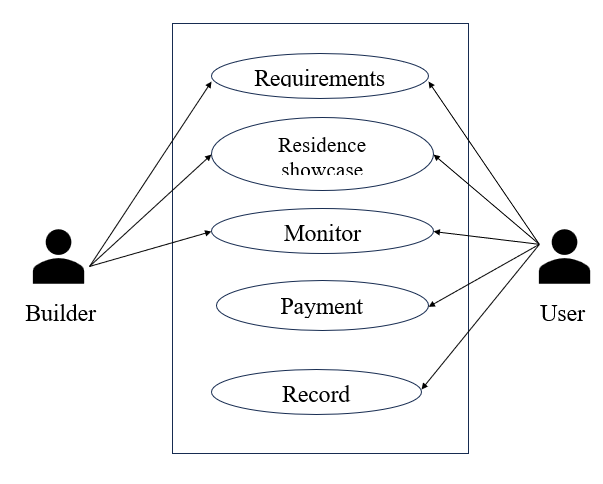 Requirements
Residence
showcase
Monitor
Payment
Record
Builder
User